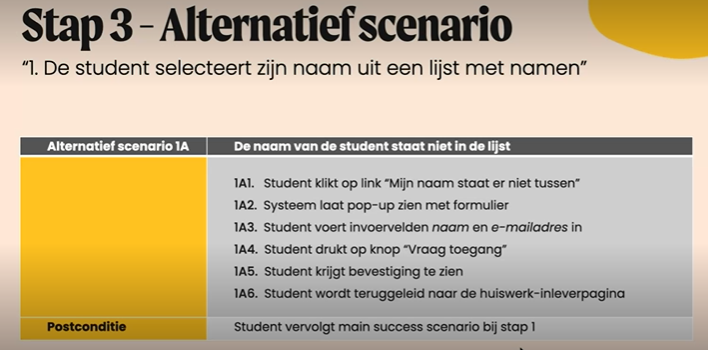 Stap 3 – Alternatief scenario
“1. De student selecteert zijn naam uit een lijst met namen”
Alternatief scenario 1A De naam van de student staat niet in de lijst
1A1. Student klikt op link “Mijn naam staat er niet tussen”
1A2. Systeem laat pop-up zien met formulier
1A3. Student voert invoervelden naam en e-mailadres in
1A4. Student drukt op knop “Vraag toegang”
1A5. Student krijgt bevestiging te zien
1A6. Student wordt teruggeleid naar de huiswerk-inleverpagina
Postconditie Student vervolgt main success scenario bij stap 1